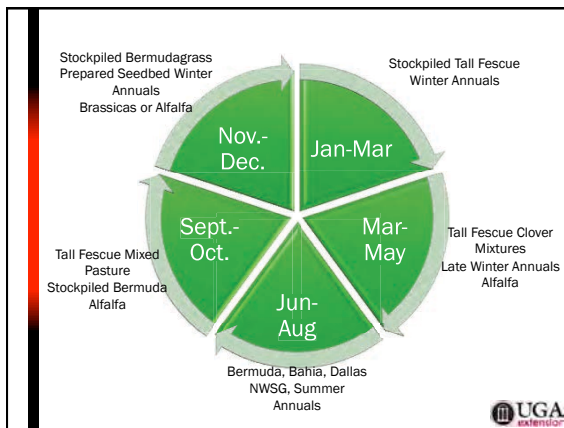 Stockpiled Bermudagrass
Prepared Seedbed Winter
Annuals
Brassicas or Alfalfa
Stockpiled Tall Fescue
Winter Annuals
Nov.-
Dec.
Jan-Mar
Sept.-
Oct.
Mar-
May
Jun-
Aug
Tall Fescue Mixed
Pasture
Stockpiled Bermuda
Alfalfa
Tall Fescue Clover
Mixtures
Late Winter Annuals
Alfalfa
Bermuda, Bahia, Dallas
NWSG, Summer
Annuals
UGA
extension